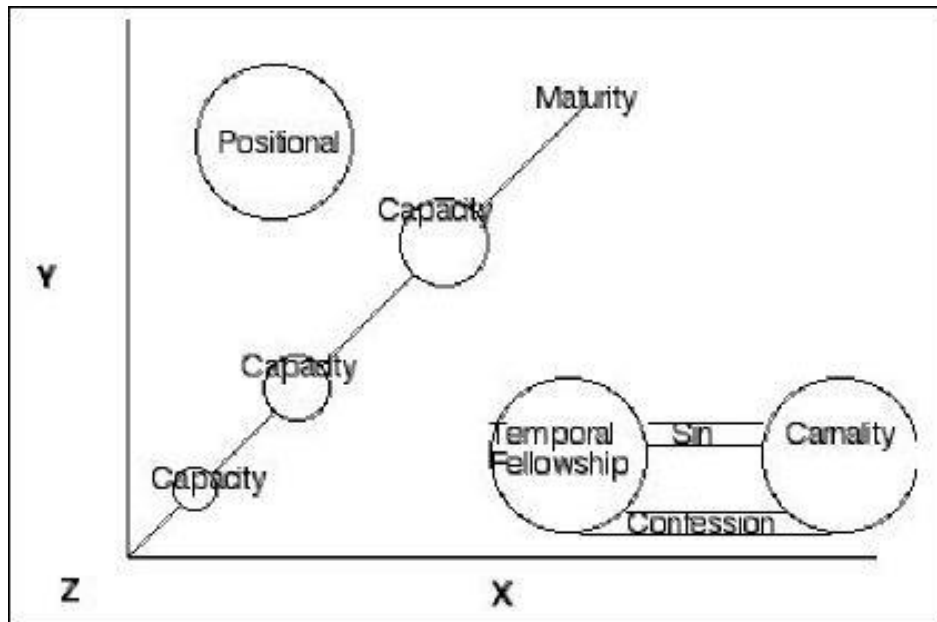 Maturity
Positional
Capacity
Y
Capacity
Temporal
Fellowship
Sin
Carnality
Capacity
Confession
Z
X